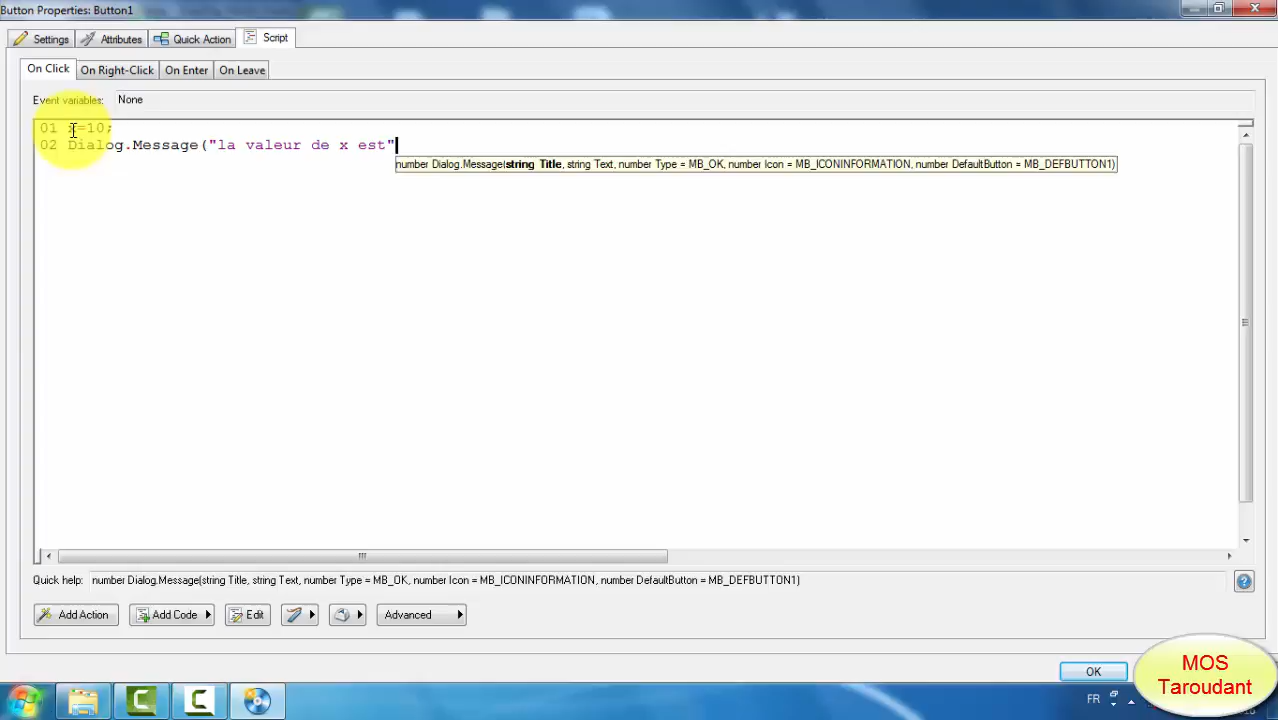 Button Properties: Button1
Settings Attributes Quick Action Script
On Click On Right-Click On Enter On Leave
Event variables: None
01 x=10;
02 Dialog.Message("la valeur de x est"
number Dialog.Message(string Title, string Text, number Type = MB_OK, number Icon = MB_ICONINFORMATION, number DefaultButton = MB_DEFBUTTON1)
Quick help: number Dialog.Message(string Title, string Text, number Type = MB_OK, number Icon = MB_ICONINFORMATION, number DefaultButton = MB_DEFBUTTON1)
Add Action Add Code Edit Advanced
OK
MOS
Taroudant
FR